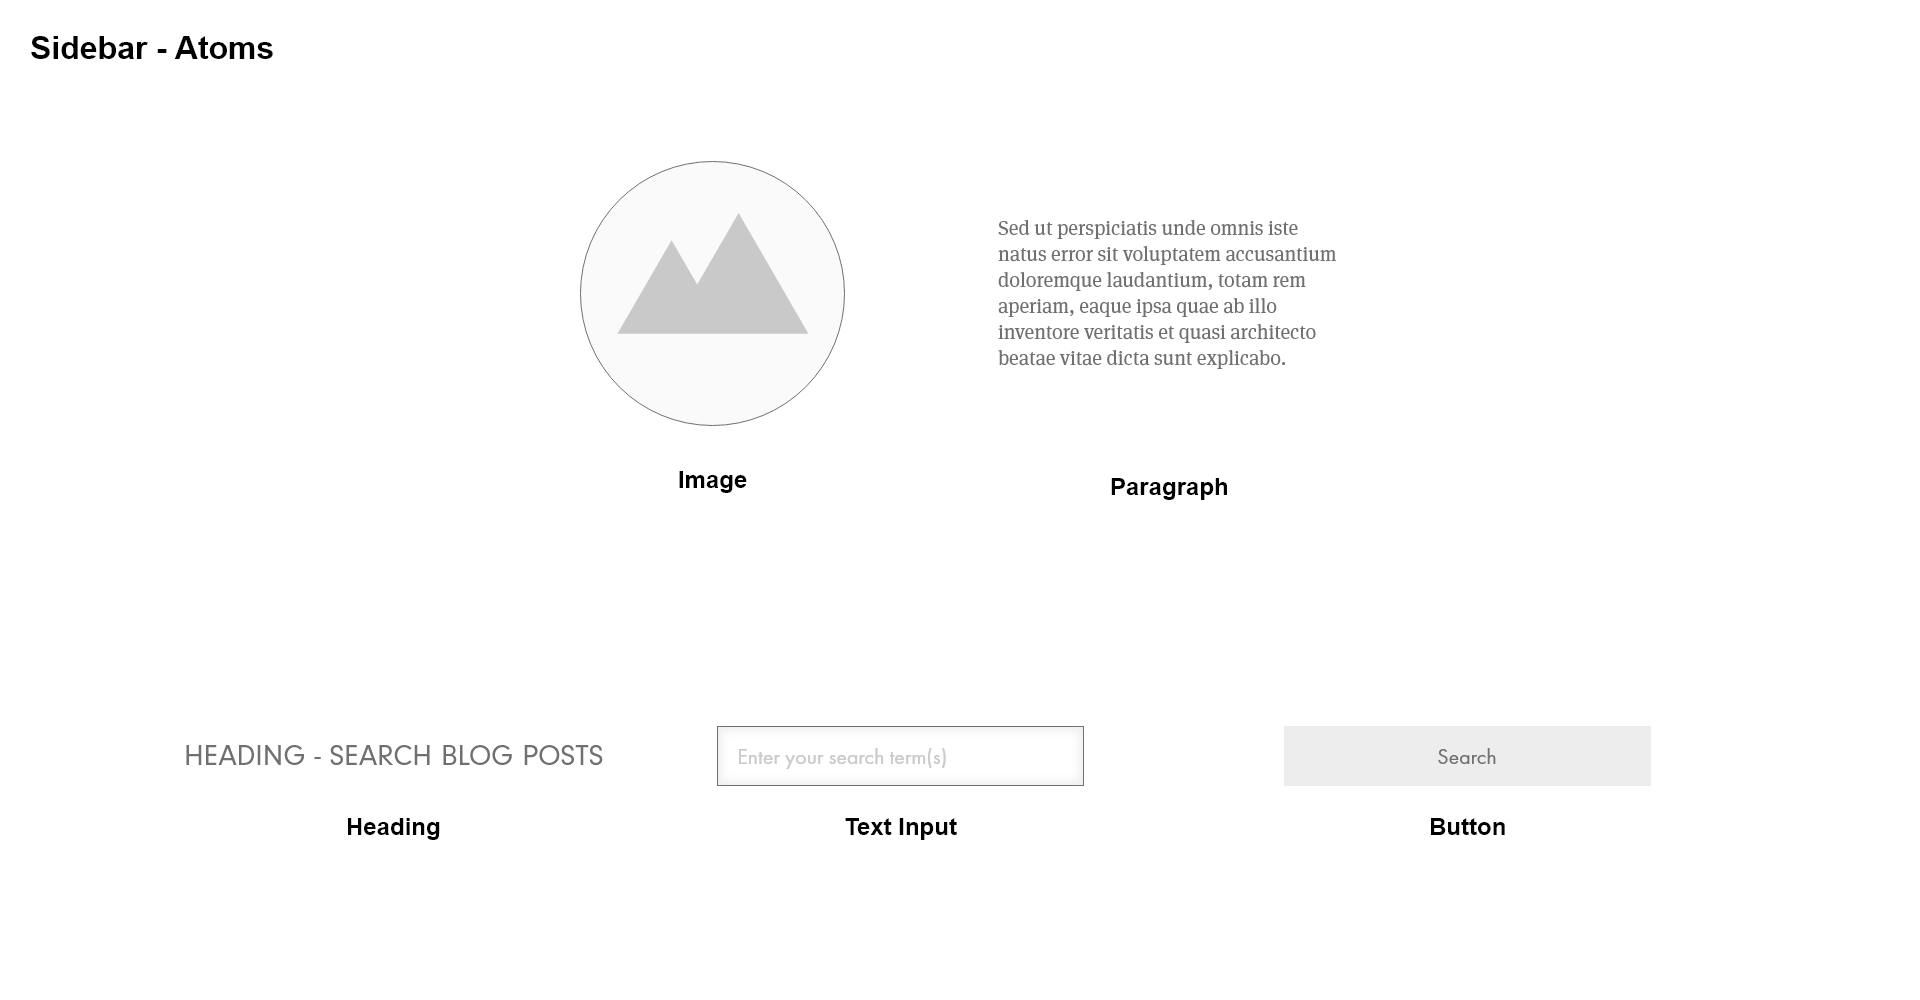 Sidebar - Atoms
Sed ut perspiciatis unde omnis iste
natus error sit voluptatem accusantium
doloremque laudantium, totam rem
aperiam, eaque ipsa quae ab illo
inventore veritatis et quasi architecto
beatae vitae dicta sunt explicabo.
Image
Paragraph
HEADING - SEARCH BLOG POSTS
Enter your search term(s)
Search
Heading
Text Input
Button